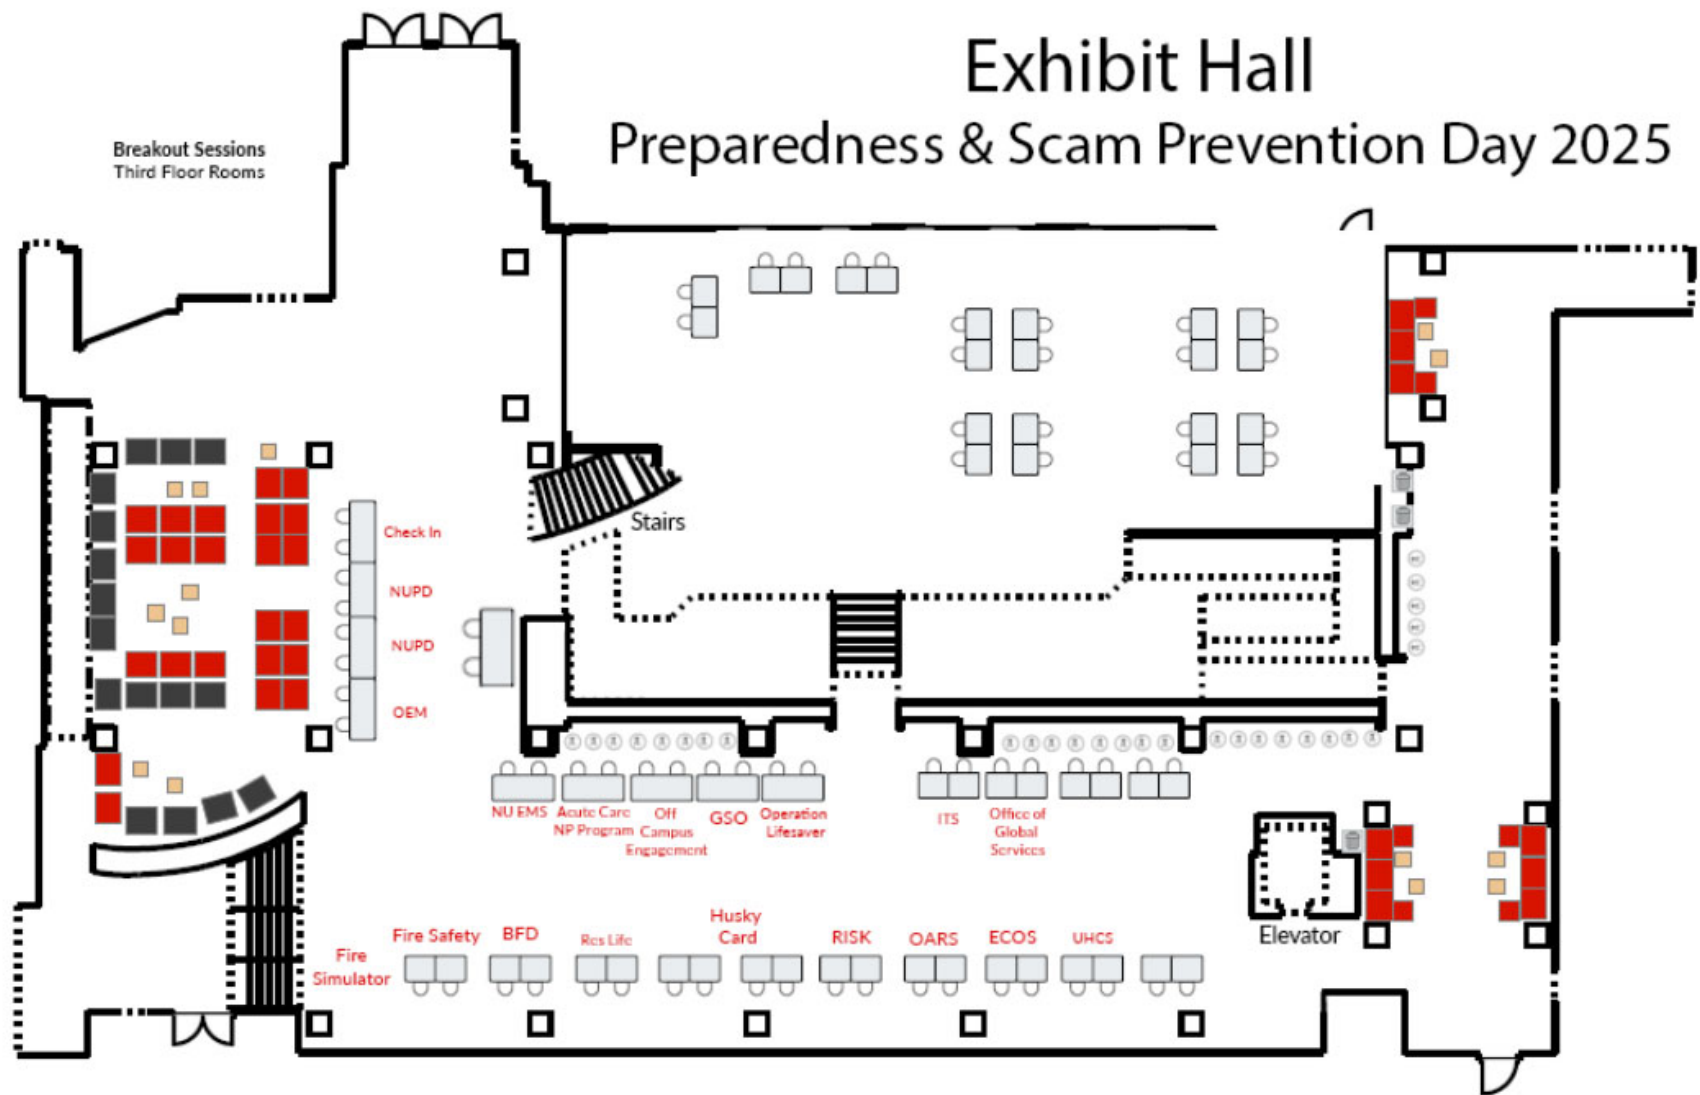 Exhibit Hall
Preparedness & Scam Prevention Day 2025
Breakout Sessions
Third Floor Rooms
Stairs
Check In
NUPD
NUPD
OEM
NU EMS
Acute Care
NP Program
Off
Campus
Engagement
GSO
Operation
Lifesaver
ITS
Office of
Global
Services
Elevator
Fire
Simulator
Fire Safety
BFD
Res Life
Husky
Card
RISK
OARS
ECOS
UHCS